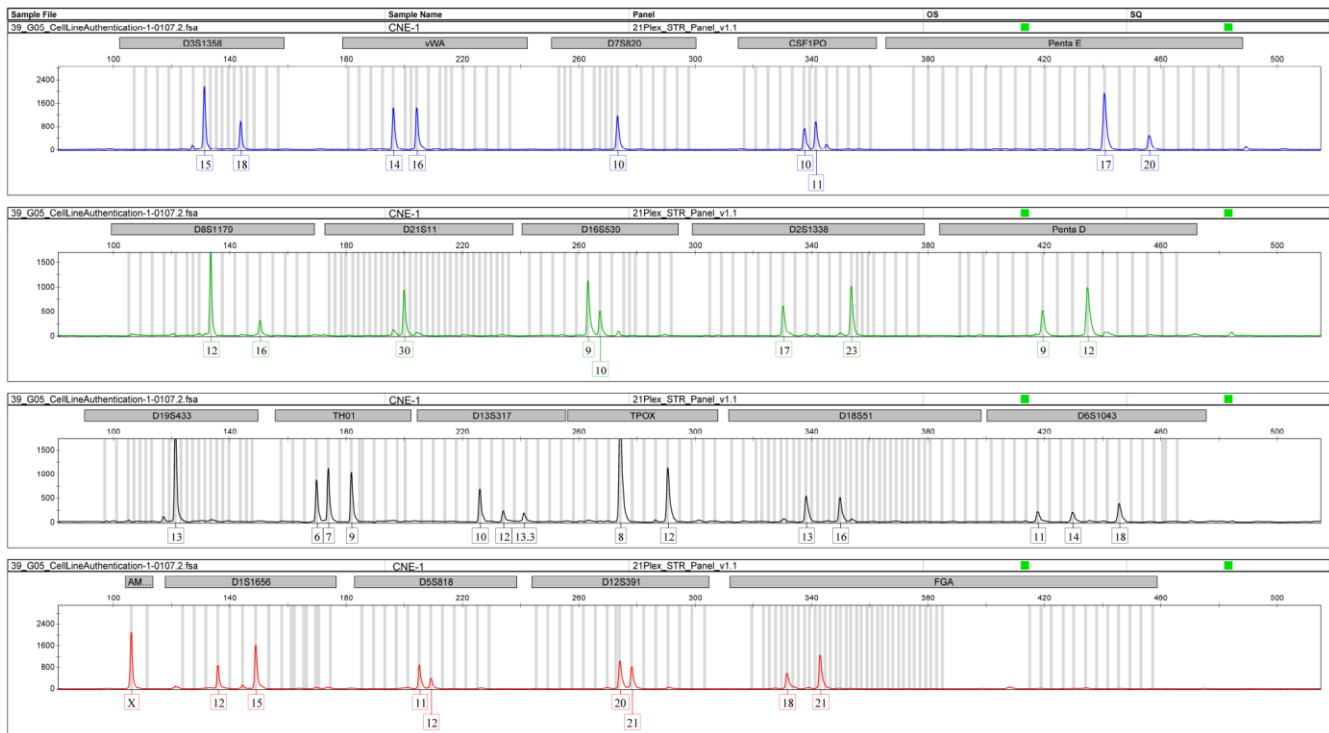 Sample File Sample Name Panel OS SQ
39_G05_CellLineAuthentication-1-0107.2.fsa CNE-1 21Plex_STR_Panel_v1.1
D3S1358 vWA D7S820 CSF1PO Penta E
100 140 180 220 260 300 340 380 420 460 500
2400
1600
800
0
15 18 14 16 10 10 17 20
11
39_G05_CellLineAuthentication-1-0107.2.fsa CNE-1 21Plex_STR_Panel_v1.1
D8S1179 D21S11 D16S539 D2S1338 Penta D
100 140 180 220 260 300 340 380 420 460 500
1500
1000
500
0
12 16 30 9 17 23 9 12
10
39_G05_CellLineAuthentication-1-0107.2.fsa CNE-1 21Plex_STR_Panel_v1.1
D19S433 TH01 D13S317 TPOX D18S51 D6S1043
100 140 180 220 260 300 340 380 420 460 500
1500
1000
500
0
13 6 7 9 10 12 13.3 8 12 13 16 11 14 18
39_G05_CellLineAuthentication-1-0107.2.fsa CNE-1 21Plex_STR_Panel_v1.1
AM... D1S1656 D5S818 D12S391 FGA
100 140 180 220 260 300 340 380 420 460 500
2400
1600
800
0
X 12 15 11 20 18 21
12 21